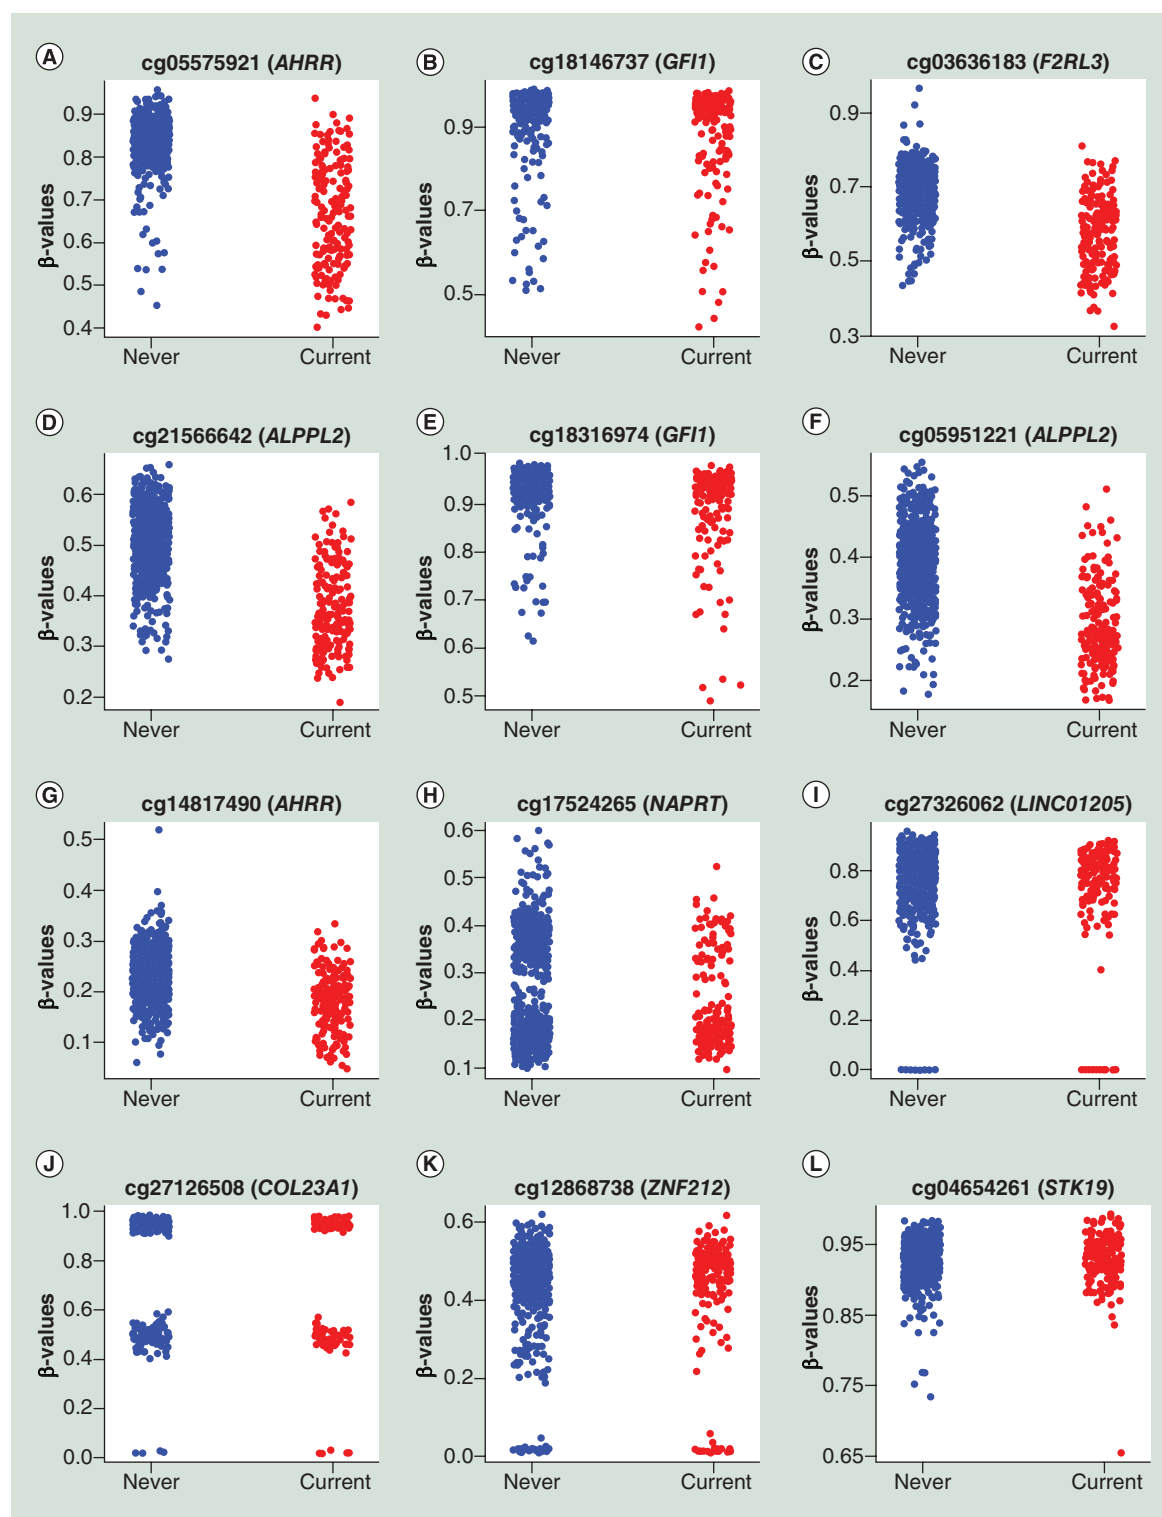 A
cg05575921 (AHRR)
β-values
0.9
0.8
0.7
0.6
0.5
0.4
Never Current
B
cg18146737 (GFI1)
β-values
0.9
0.7
0.5
Never Current
C
cg03636183 (F2RL3)
β-values
0.9
0.7
0.5
0.3
Never Current
D
cg21566642 (ALPPL2)
β-values
0.6
0.5
0.4
0.3
0.2
Never Current
E
cg18316974 (GFI1)
β-values
1.0
0.9
0.8
0.7
0.6
0.5
Never Current
F
cg05951221 (ALPPL2)
β-values
0.5
0.4
0.3
0.2
Never Current
G
cg14817490 (AHRR)
β-values
0.5
0.4
0.3
0.2
0.1
Never Current
H
cg17524265 (NAPRT)
β-values
0.6
0.5
0.4
0.3
0.2
0.1
Never Current
I
cg27326062 (LINC01205)
β-values
0.8
0.6
0.4
0.2
0.0
Never Current
J
cg27126508 (COL23A1)
β-values
1.0
0.8
0.6
0.4
0.2
0.0
Never Current
K
cg12868738 (ZNF212)
β-values
0.6
0.4
0.2
0.0
Never Current
L
cg04654261 (STK19)
β-values
0.95
0.85
0.75
0.65
Never Current